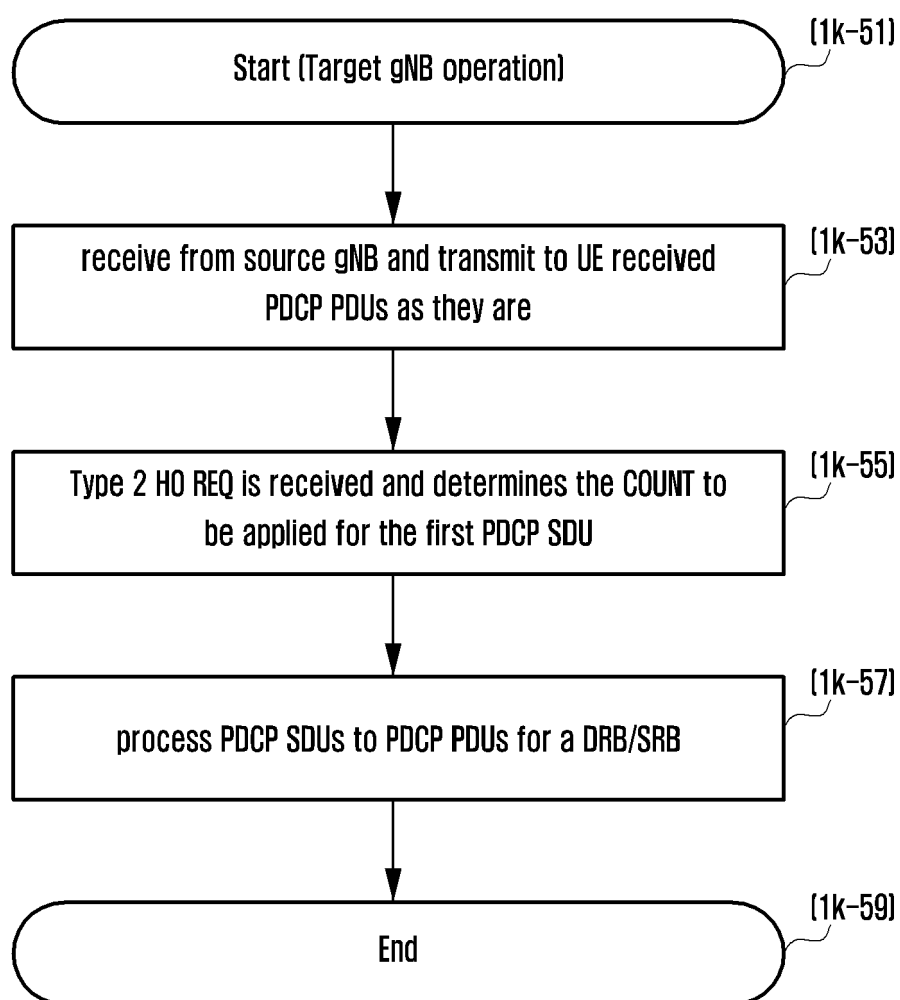 Start (Target gNB operation)
(1k-51)
receive from source gNB and transmit to UE received
PDCP PDUs as they are
(1k-53)
Type 2 HO REQ is received and determines the COUNT to
be applied for the first PDCP SDU
(1k-55)
process PDCP SDUs to PDCP PDUs for a DRB/SRB
(1k-57)
End
(1k-59)